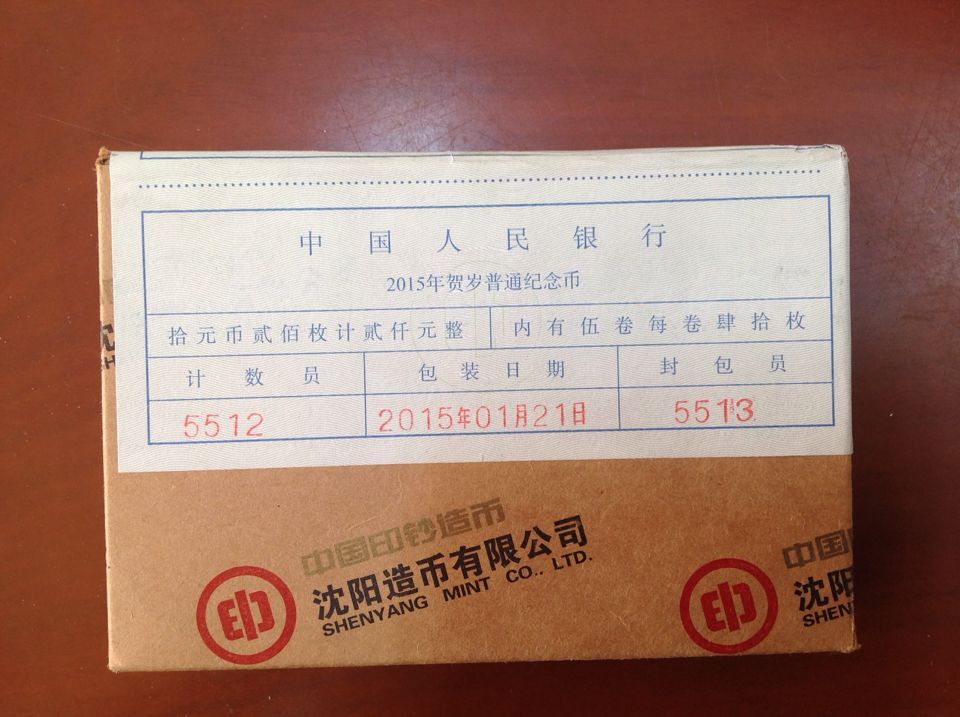 中国人民银行
2015年贺岁普通纪念币
拾元币贰佰枚计贰仟元整 内有伍卷每卷肆拾枚
计数员 包装日期 封包员
5512 2015年01月21日 5513
中国印钞造币
沈阳造币有限公司
SHENYANG MINT CO.. LTD.
中国印
沈阳
SHEN